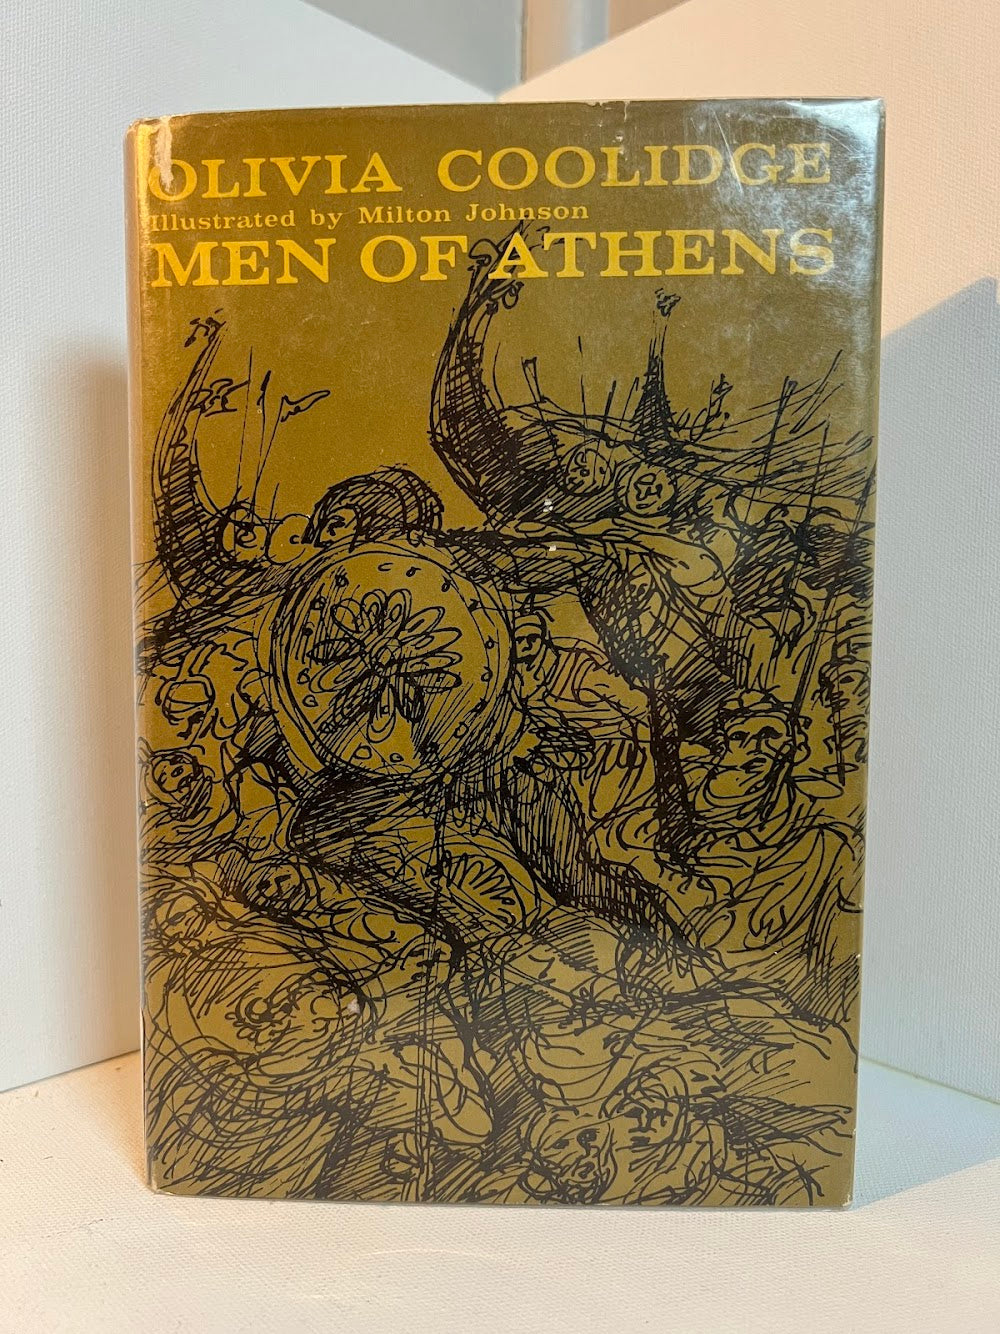 OLIVIA COOLIDGE
Illustrated by Milton Johnson
MEN OF ATHENS